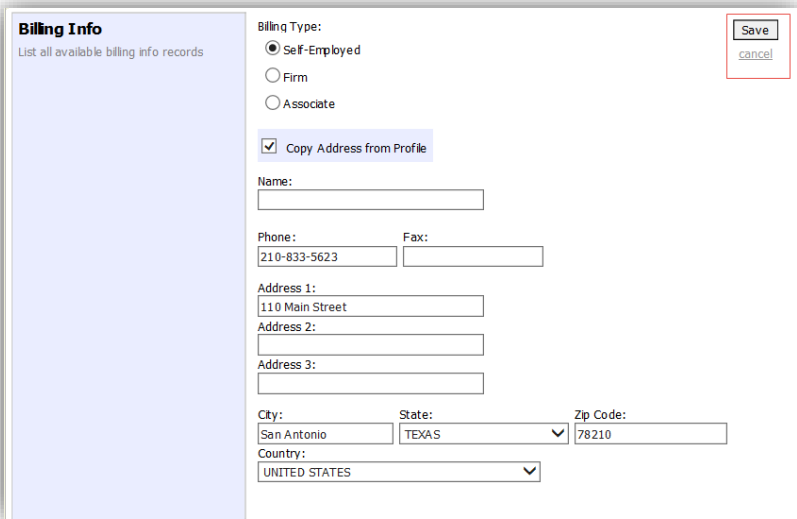 Billing Info
List all available billing info records
Billing Type:
Self-Employed
Firm
Associate
Save
cancel
Copy Address from Profile
Name:
Phone: Fax:
210-833-5623
Address 1:
110 Main Street
Address 2:
Address 3:
City: State: Zip Code:
San Antonio TEXAS 78210
Country:
UNITED STATES